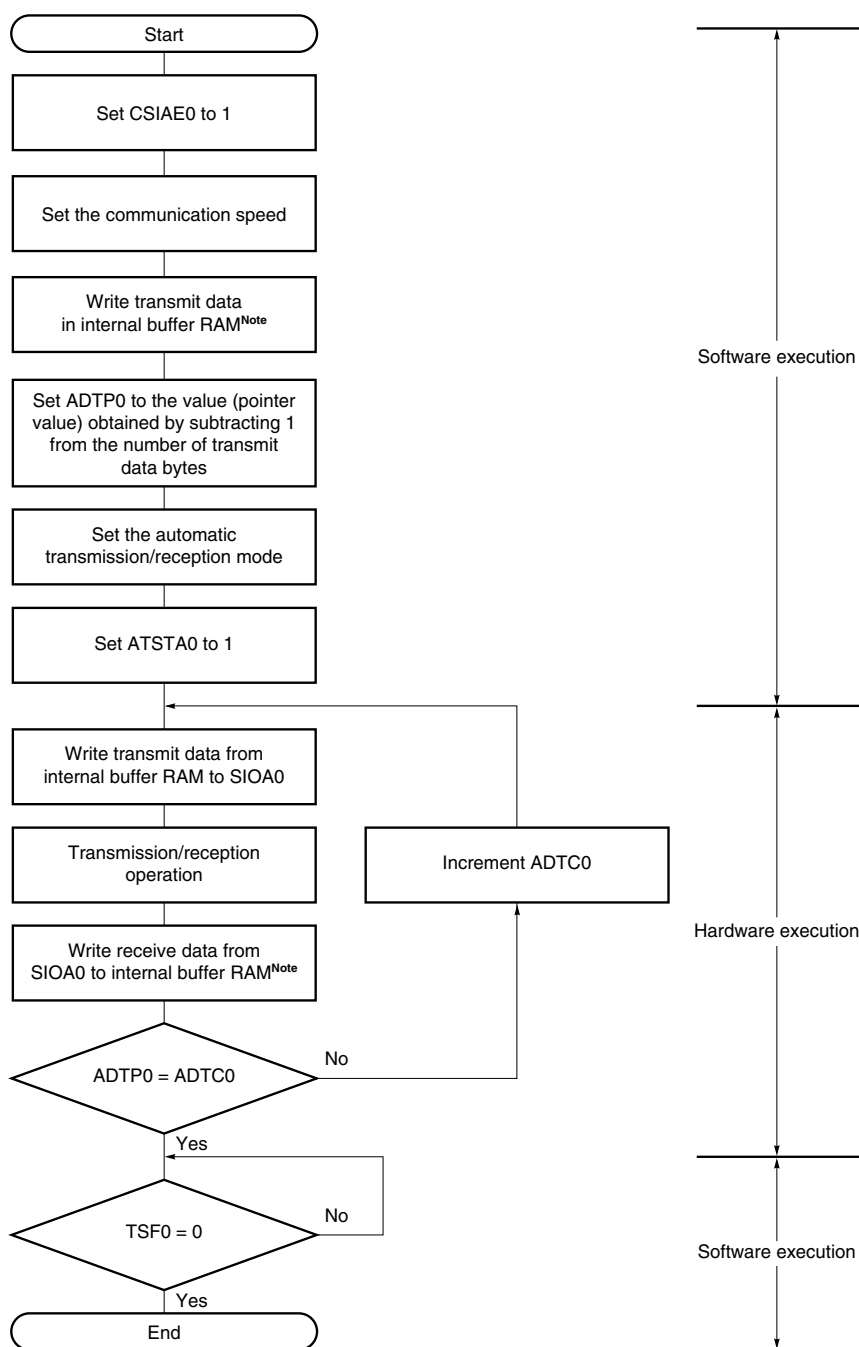 Start
Set CSIAE0 to 1
Set the communication speed
Write transmit data
in internal buffer RAMNote
Software execution
Set ADTP0 to the value (pointer
value) obtained by subtracting 1
from the number of transmit
data bytes
Set the automatic
transmission/reception mode
Set ATSTA0 to 1
Write transmit data from
internal buffer RAM to SIOA0
Transmission/reception
operation
Increment ADTC0
Hardware execution
Write receive data from
SIOA0 to internal buffer RAMNote
ADTP0 = ADTC0
No
Yes
TSF0 = 0
No
Software execution
Yes
End